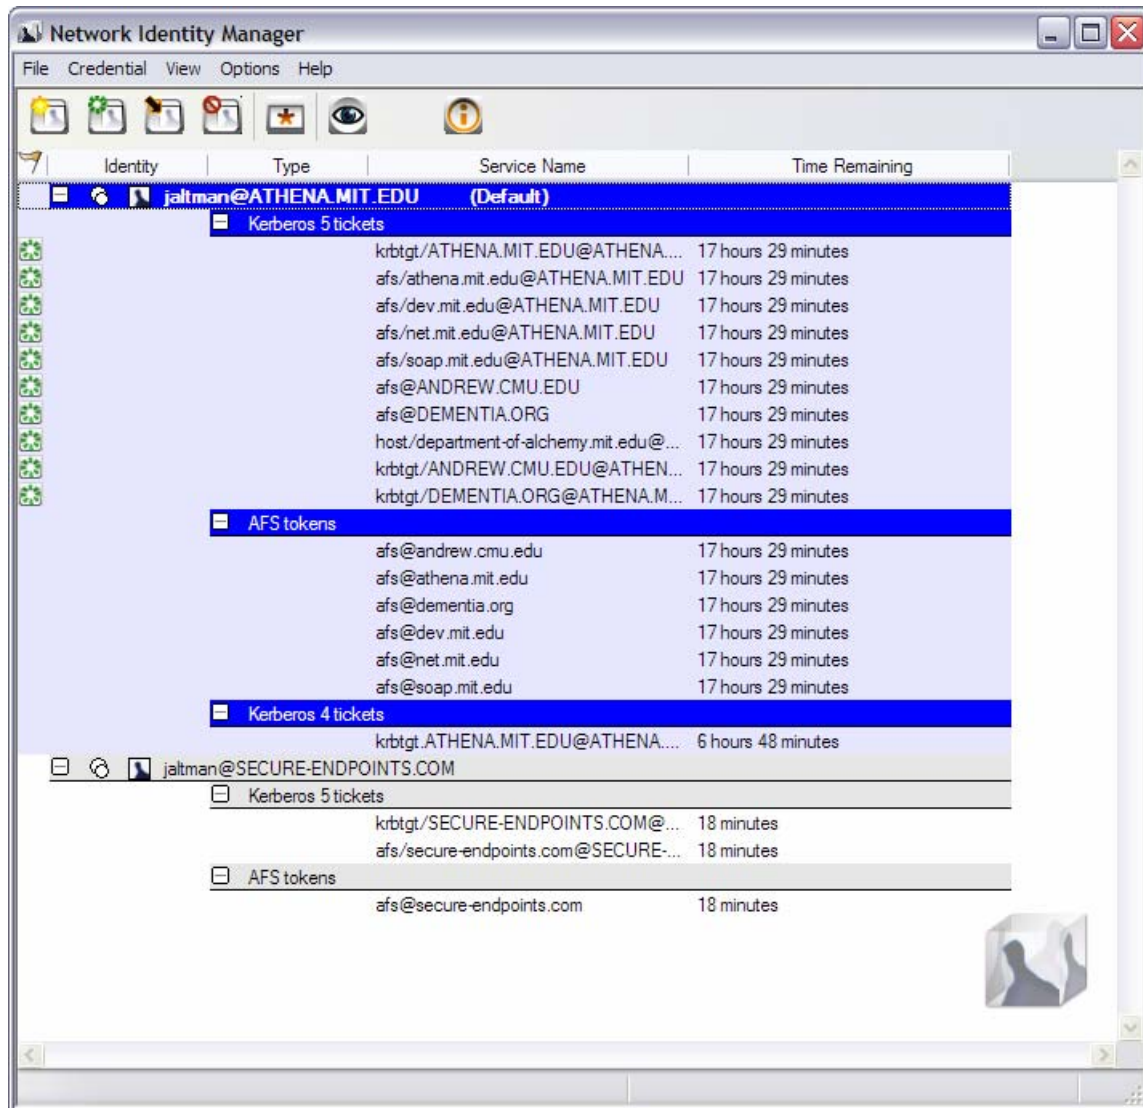 Network Identity Manager
File Credential View Options Help
Identity Type Service Name Time Remaining
jaltman@ATHENA.MIT.EDU (Default)
Kerberos 5 tickets
krbtgt/ATHENA.MIT.EDU@ATHENA.... 17 hours 29 minutes
afs/athena.mit.edu@ATHENA.MIT.EDU 17 hours 29 minutes
afs/dev.mit.edu@ATHENA.MIT.EDU 17 hours 29 minutes
afs/net.mit.edu@ATHENA.MIT.EDU 17 hours 29 minutes
afs/soap.mit.edu@ATHENA.MIT.EDU 17 hours 29 minutes
afs@ANDREW.CMU.EDU 17 hours 29 minutes
afs@DEMENTIA.ORG 17 hours 29 minutes
host/department-of-alchemy.mit.edu@... 17 hours 29 minutes
krbtgt/ANDREW.CMU.EDU@ATHEN... 17 hours 29 minutes
krbtgt/DEMENTIA.ORG@ATHENA.M... 17 hours 29 minutes
AFS tokens
afs@andrew.cmu.edu 17 hours 29 minutes
afs@athena.mit.edu 17 hours 29 minutes
afs@dementia.org 17 hours 29 minutes
afs@dev.mit.edu 17 hours 29 minutes
afs@net.mit.edu 17 hours 29 minutes
afs@soap.mit.edu 17 hours 29 minutes
Kerberos 4 tickets
krbtgt.ATHENA.MIT.EDU@ATHENA.... 6 hours 48 minutes
jaltman@SECURE-ENDPOINTS.COM
Kerberos 5 tickets
krbtgt/SECURE-ENDPOINTS.COM@... 18 minutes
afs/secure-endpoints.com@SECURE-... 18 minutes
AFS tokens
afs@secure-endpoints.com 18 minutes